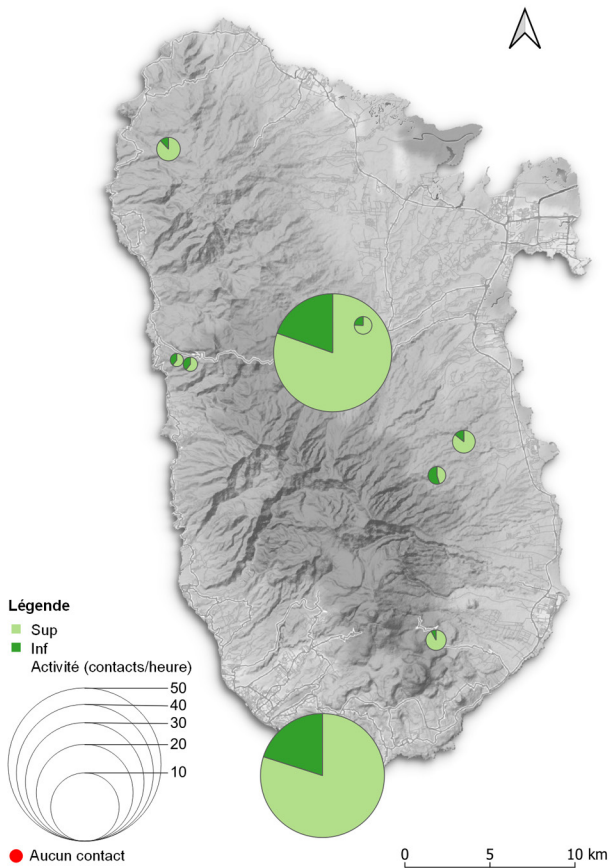 Légende
Sup
Inf
Activité (contacts/heure)
50
40
30
20
10
Aucun contact
0 5 10 km